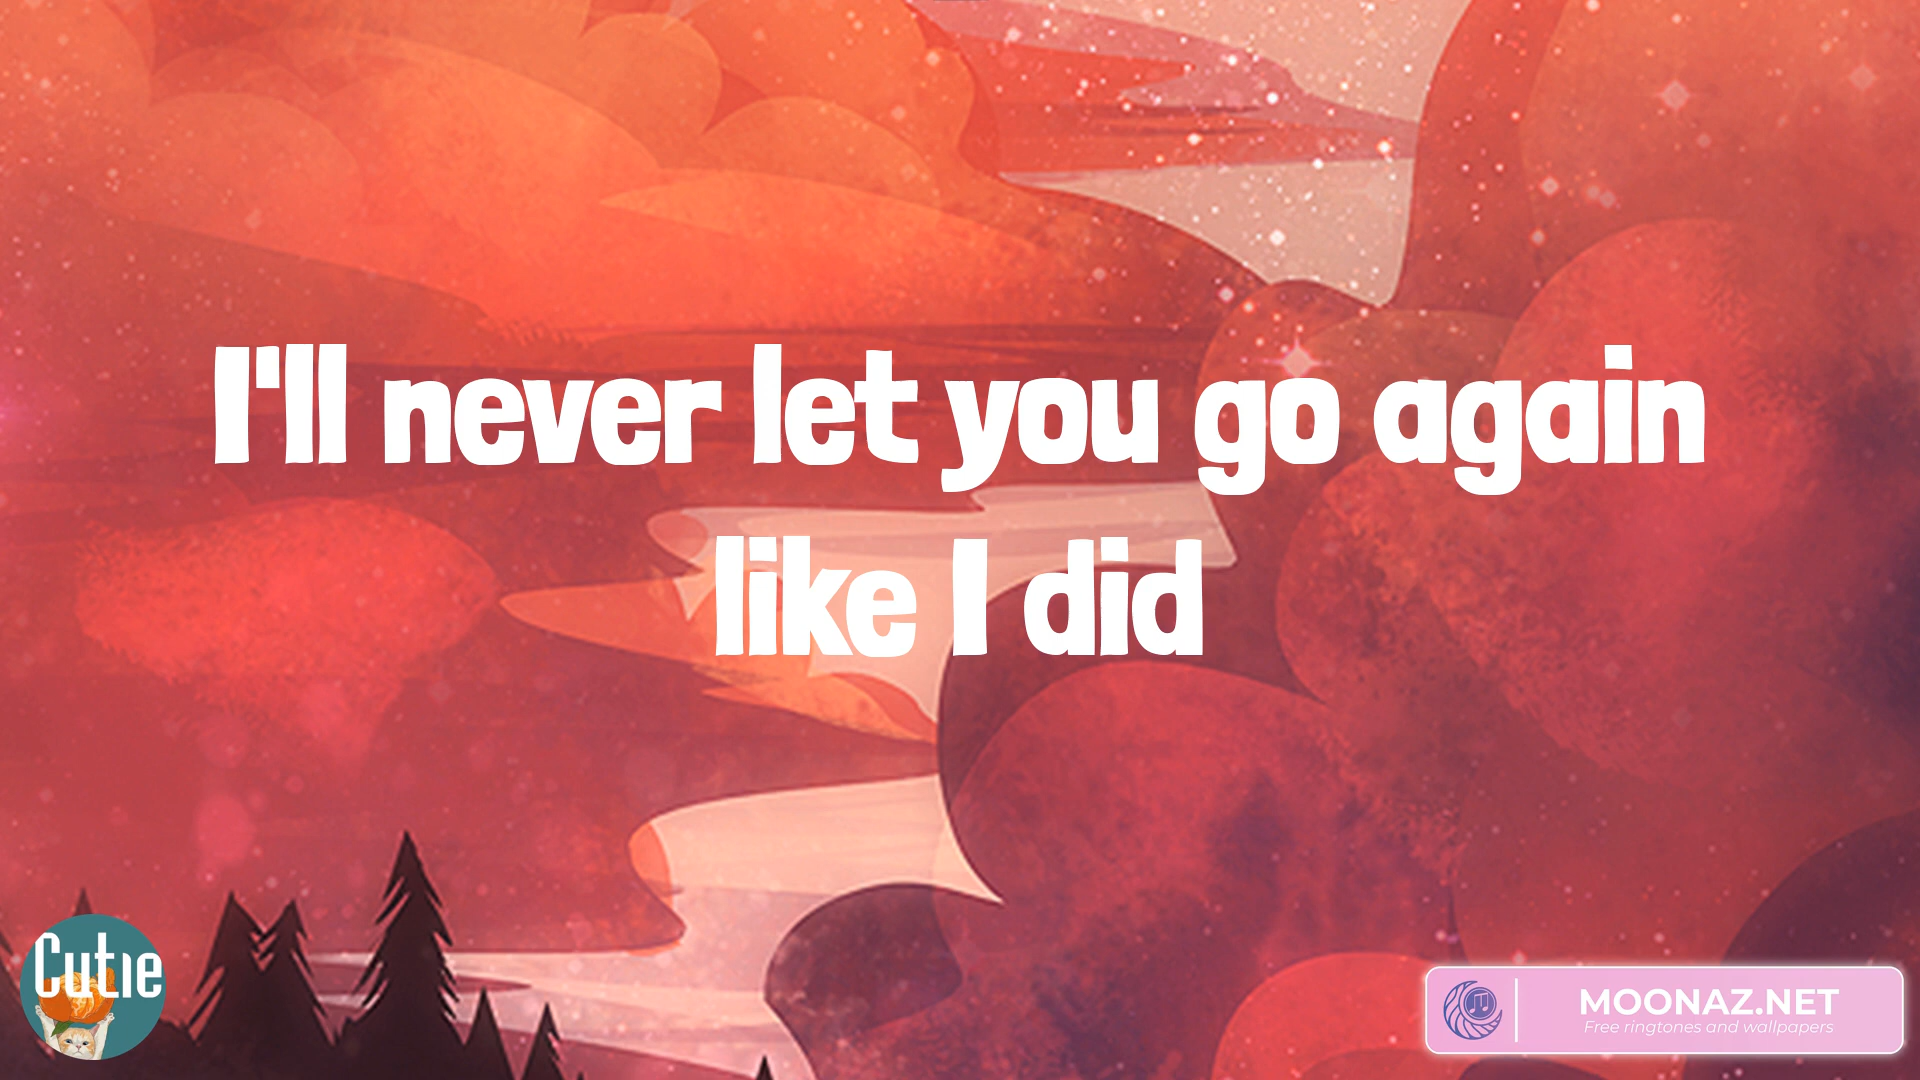 I'll never let you go again
like I did
Cutie
MOONAZ.NET
Free ringtones and wallpapers